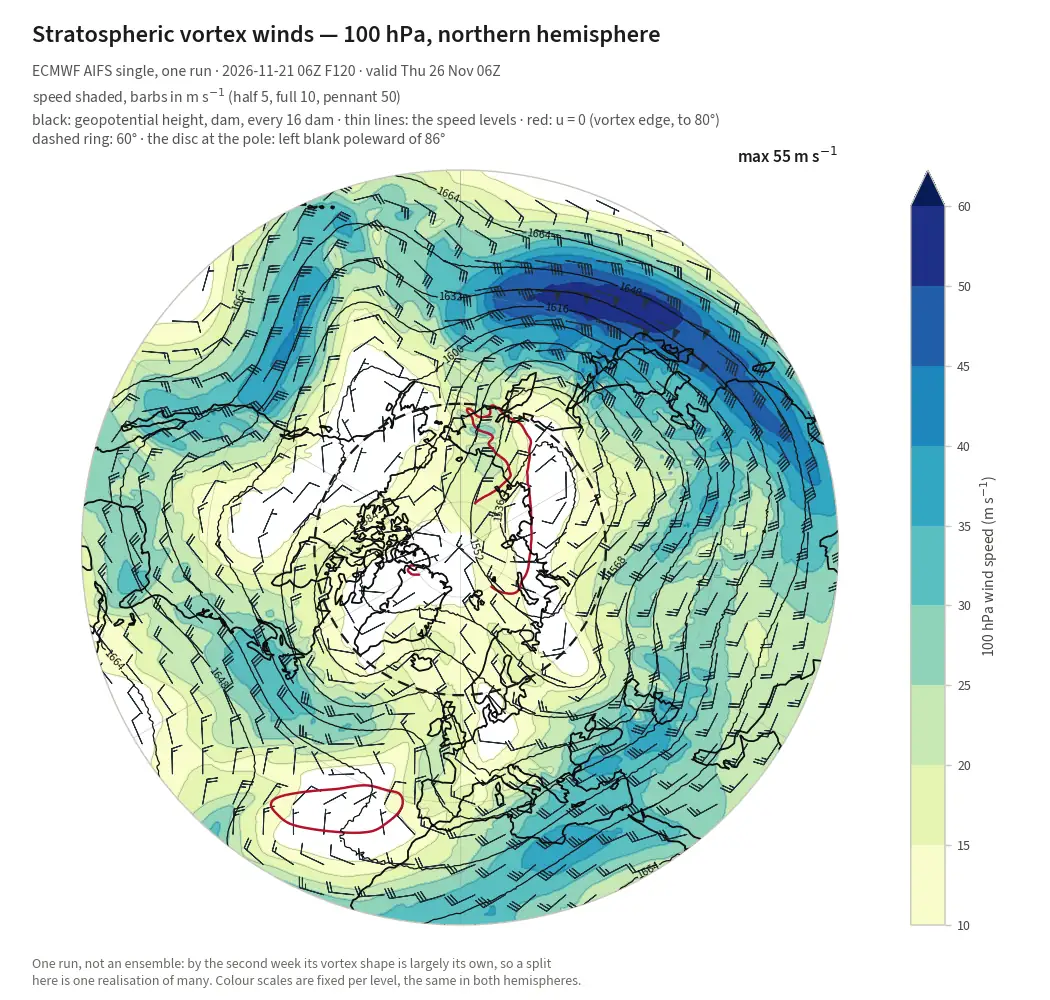 Stratospheric vortex winds — 100 hPa, northern hemisphere
ECMWF AIFS single, one run · 2026-11-21 06Z F120 · valid Thu 26 Nov 06Z
speed shaded, barbs in m s⁻¹ (half 5, full 10, pennant 50)
black: geopotential height, dam, every 16 dam · thin lines: the speed levels · red: u = 0 (vortex edge, to 80°)
dashed ring: 60° · the disc at the pole: left blank poleward of 86°
max 55 m s⁻¹
1664
1664
1664
1648
1632
1616
1600
1536
1552
1568
1648
1664
1664
60
50
45
40
35
30
25
20
15
10
100 hPa wind speed (m s⁻¹)
One run, not an ensemble: by the second week its vortex shape is largely its own, so a split
here is one realisation of many. Colour scales are fixed per level, the same in both hemispheres.